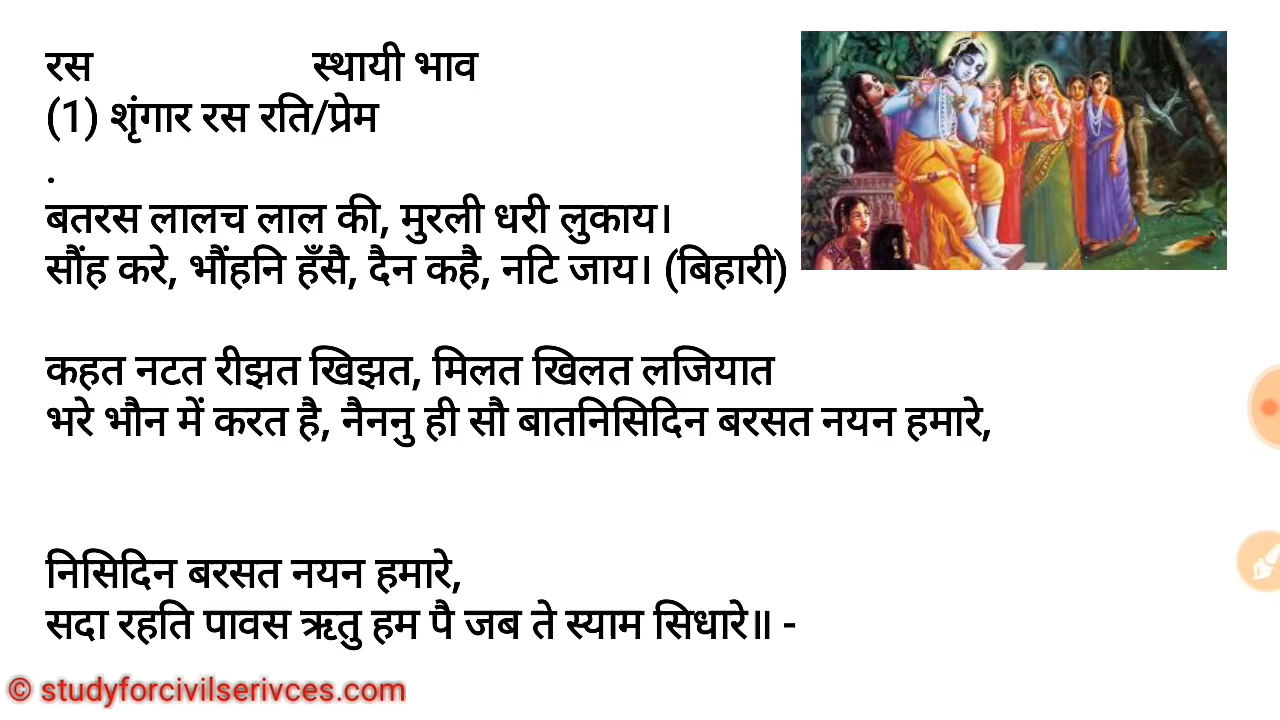 रस स्थायी भाव
(1) शृंगार रस रति/प्रेम
.
बतरस लालच लाल की, मुरली धरी लुकाय।
सौंह करे, भौंहनि हँसै, दैन कहै, नटि जाय। (बिहारी)
कहत नटत रीझत खिझत, मिलत खिलत लजियात
भरे भौन में करत है, नैननु ही सौ बातनिसिदिन बरसत नयन हमारे,
निसिदिन बरसत नयन हमारे,
सदा रहति पावस ऋतु हम पै जब ते स्याम सिधारे॥ -
© studyforcivilserivces.com